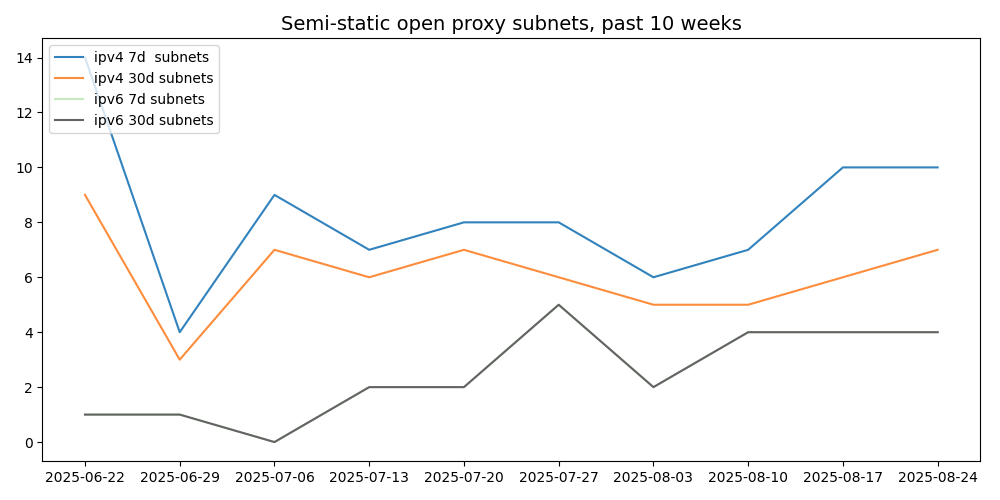 Semi-static open proxy subnets, past 10 weeks
ipv4 7d  subnets
ipv4 30d subnets
ipv6 7d subnets
ipv6 30d subnets
14
12
10
8
6
4
2
0
2025-06-22 2025-06-29 2025-07-06 2025-07-13 2025-07-20 2025-07-27 2025-08-03 2025-08-10 2025-08-17 2025-08-24